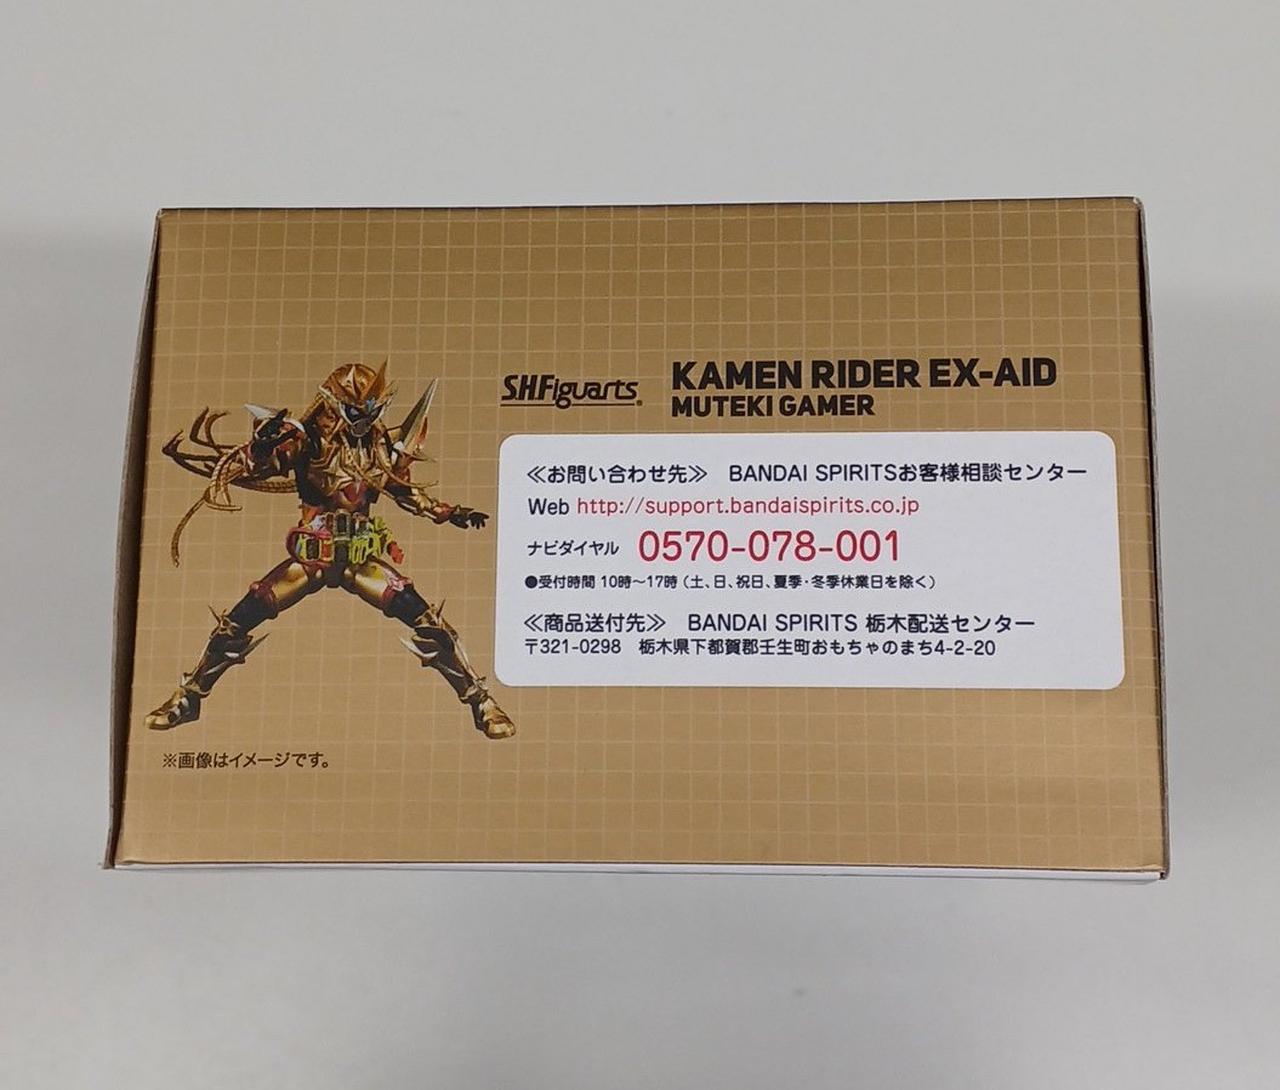 S.H.Figuarts
KAMEN RIDER EX-AID
MUTEKI GAMER
≪お問い合わせ先≫ BANDAI SPIRITSお客様相談センター
Web http://support.bandaispirits.co.jp
ナビダイヤル 0570-078-001
●受付時間 10時~17時(土、日、祝日、夏季・冬季休業日を除く)
≪商品送付先≫ BANDAI SPIRITS 栃木配送センター
〒321-0298 栃木県下都賀郡壬生町おもちゃのまち4-2-20
※画像はイメージです。